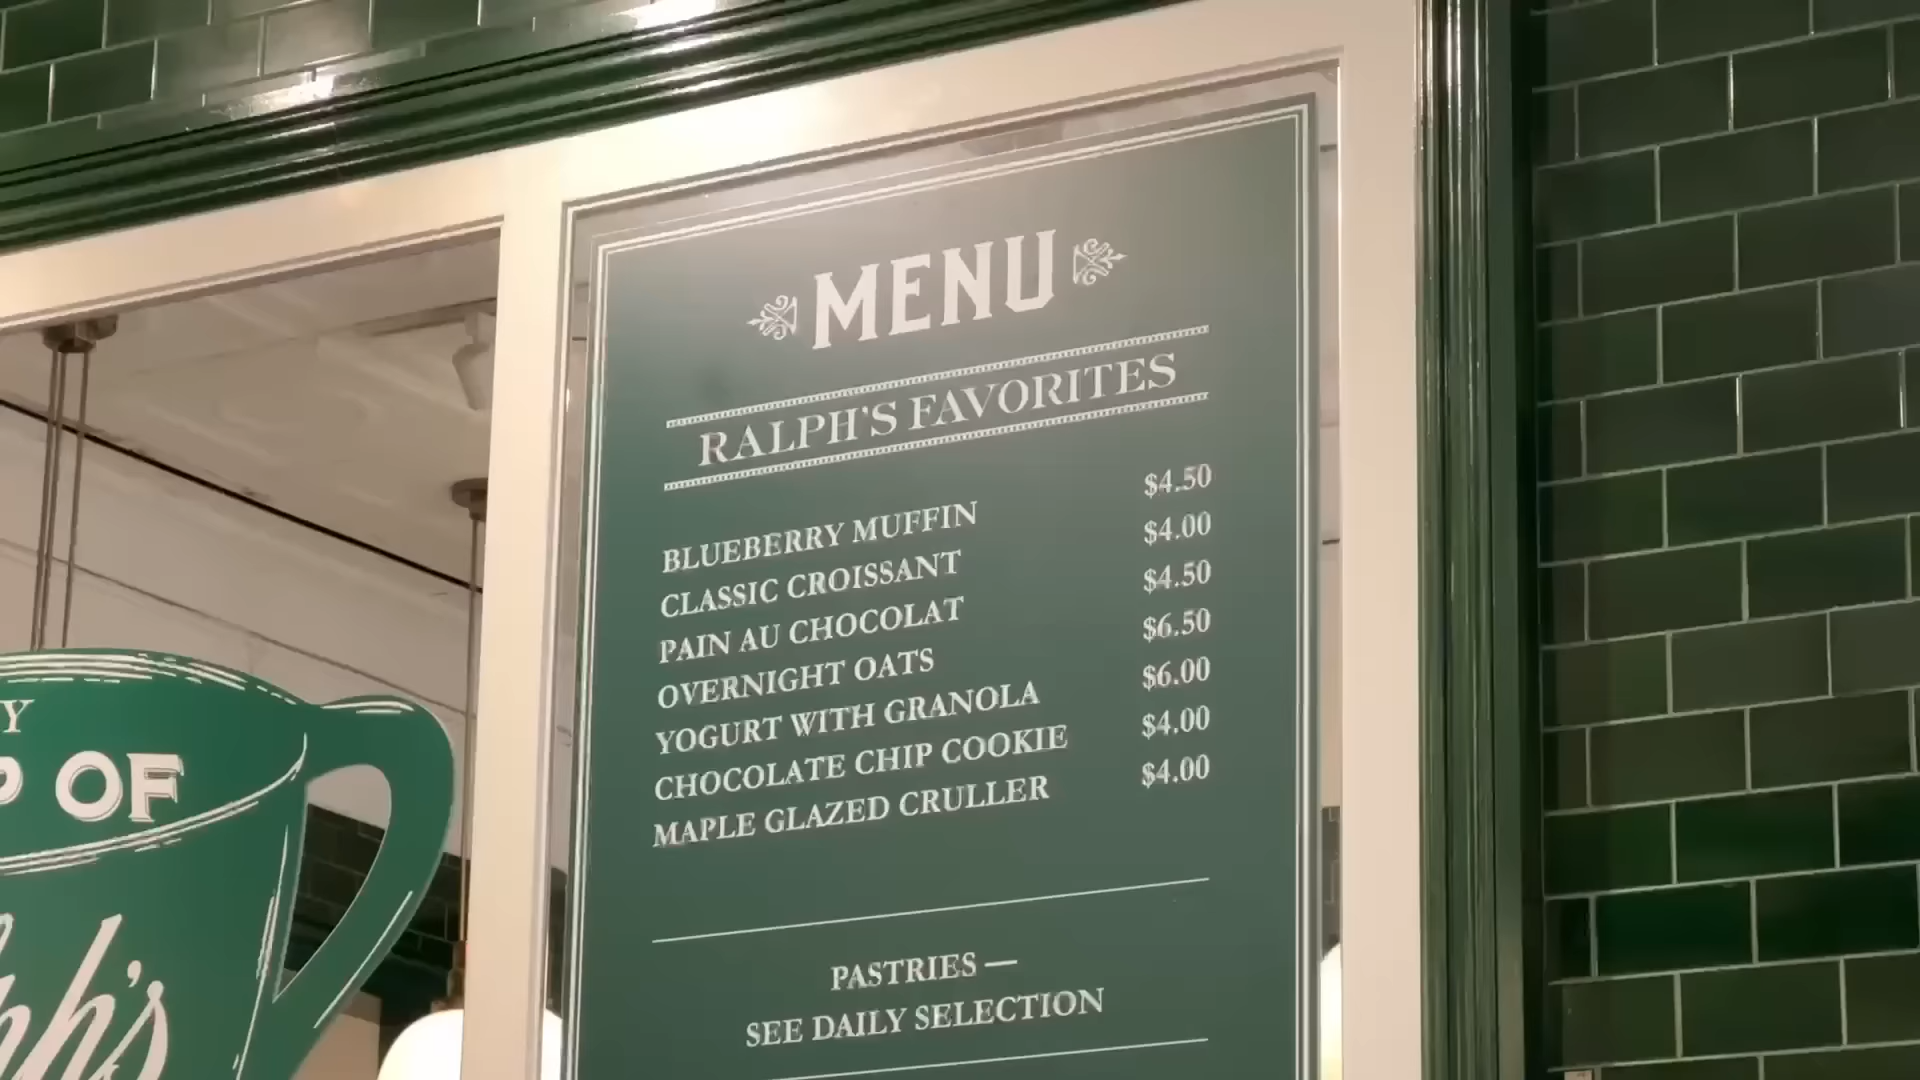 MENU
RALPH'S FAVORITES
BLUEBERRY MUFFIN $4.50
CLASSIC CROISSANT $4.00
PAIN AU CHOCOLAT $4.50
OVERNIGHT OATS $6.50
YOGURT WITH GRANOLA $6.00
CHOCOLATE CHIP COOKIE $4.00
MAPLE GLAZED CRULLER $4.00
PASTRIES —
SEE DAILY SELECTION
OF